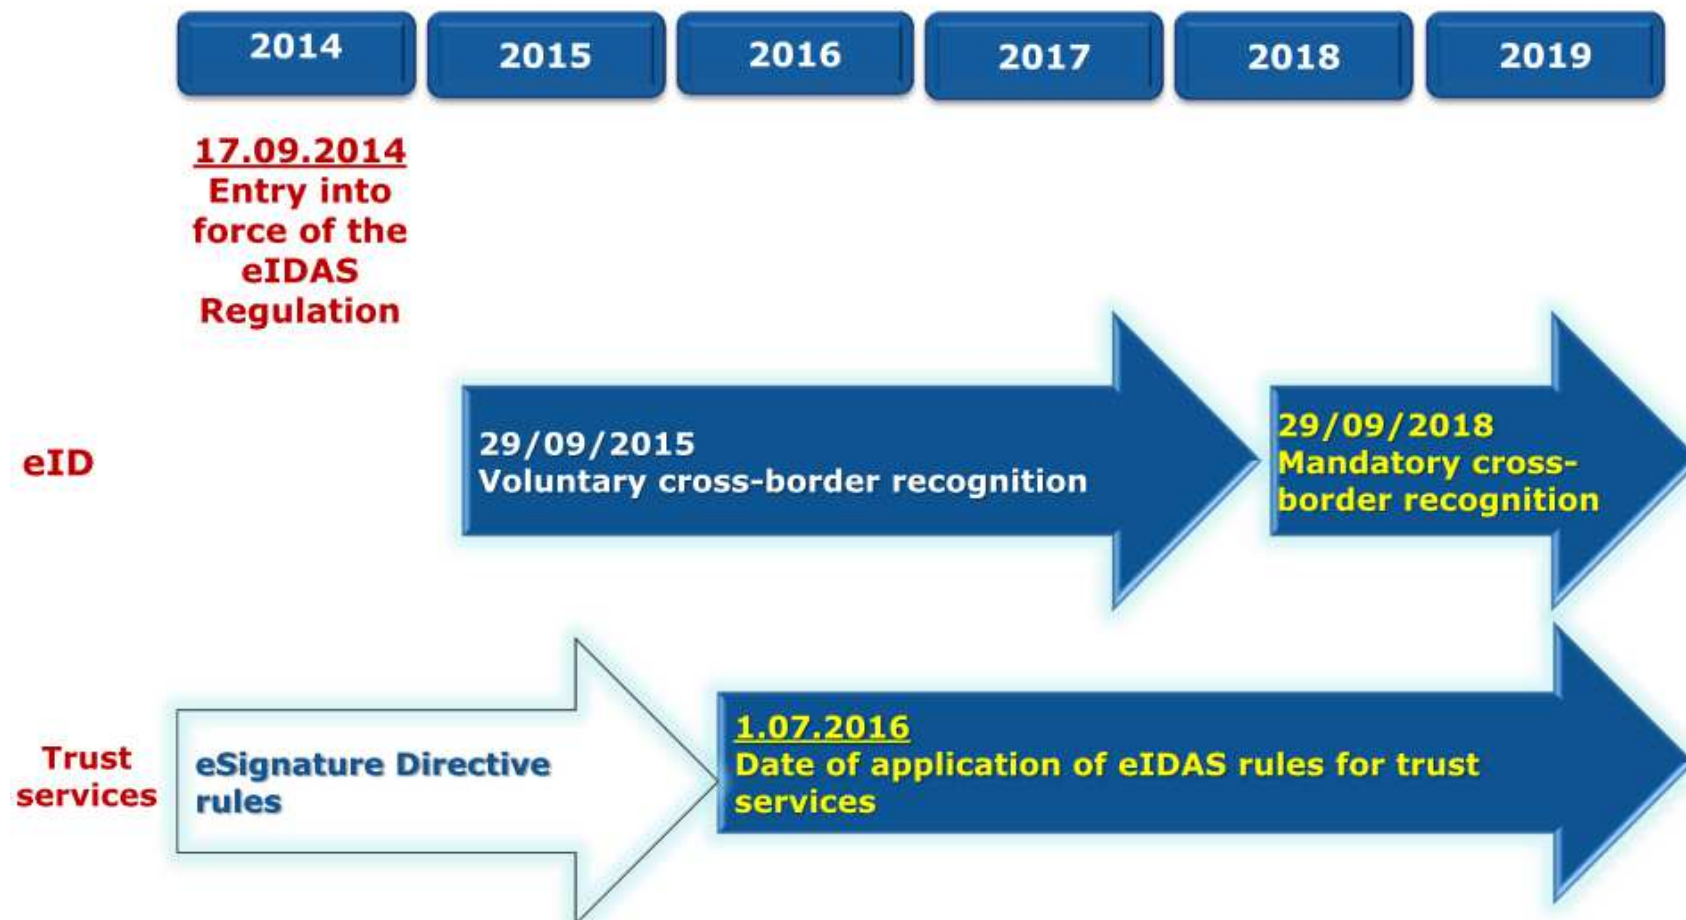 2014
2015
2016
2017
2018
2019
17.09.2014
Entry into
force of the
eIDAS
Regulation
eID
29/09/2015
Voluntary cross-border recognition
29/09/2018
Mandatory cross-
border recognition
Trust
services
eSignature Directive
rules
1.07.2016
Date of application of eIDAS rules for trust
services